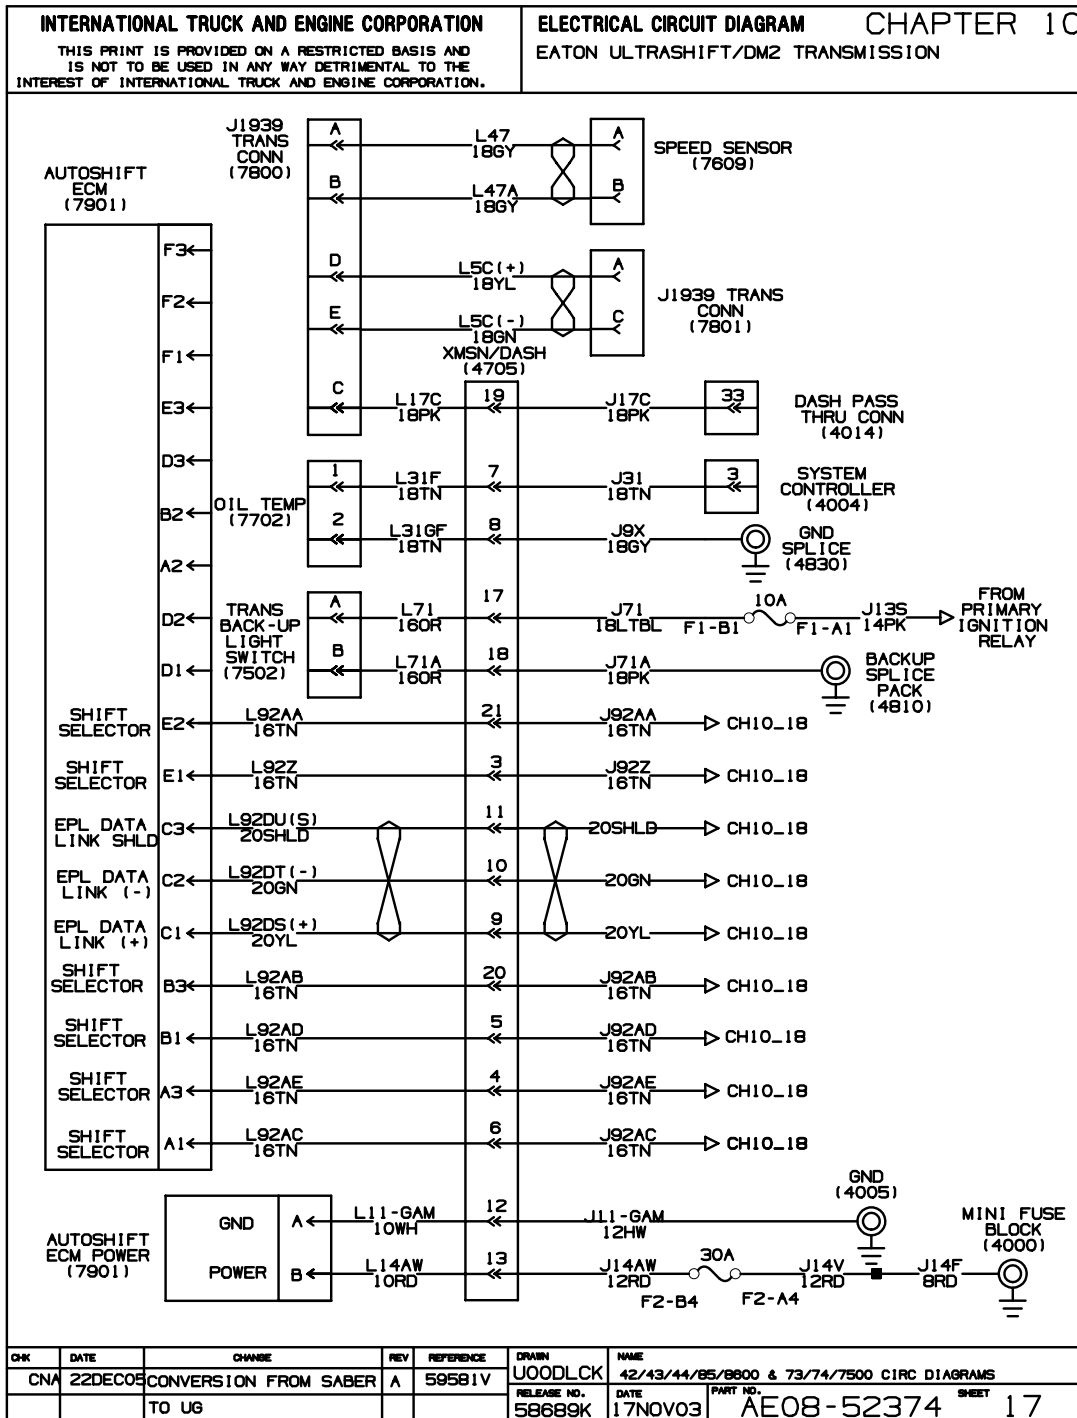 INTERNATIONAL TRUCK AND ENGINE CORPORATION
THIS PRINT IS PROVIDED ON A RESTRICTED BASIS AND
IS NOT TO BE USED IN ANY WAY DETRIMENTAL TO THE
INTEREST OF INTERNATIONAL TRUCK AND ENGINE CORPORATION.
ELECTRICAL CIRCUIT DIAGRAM
CHAPTER 10
EATON ULTRASHIFT/DM2 TRANSMISSION
J1939
TRANS
CONN
(7800)
A
L47
18GY
A
SPEED SENSOR
(7609)
B
L47A
18GY
B
AUTOSHIFT
ECM
(7901)
D
L5C(+)
18YL
A
J1939 TRANS
CONN
(7801)
E
L5C(-)
18GN
C
XMSN/DASH
(4705)
F3
F2
F1
E3
C
L17C
18PK
19
J17C
18PK
33
DASH PASS
THRU CONN
(4014)
D3
OIL TEMP
(7702)
1
L31F
18TN
7
J31
18TN
3
SYSTEM
CONTROLLER
(4004)
B2
2
L31GF
18TN
8
J9X
18GY
GND
SPLICE
(4830)
A2
D2
TRANS
BACK-UP
LIGHT
SWITCH
(7502)
A
L71
16OR
17
J71
18LTBL
F1-B1
10A
F1-A1
J13S
14PK
FROM
PRIMARY
IGNITION
RELAY
D1
B
L71A
16OR
18
J71A
18PK
BACKUP
SPLICE
PACK
(4810)
SHIFT
SELECTOR
E2
L92AA
16TN
21
J92AA
16TN
CH10_18
SHIFT
SELECTOR
E1
L92Z
16TN
3
J92Z
16TN
CH10_18
EPL DATA
LINK SHLD
C3
L92DU(S)
20SHLD
11
20SHLD
CH10_18
EPL DATA
LINK (-)
C2
L92DT(-)
20GN
10
20GN
CH10_18
EPL DATA
LINK (+)
C1
L92DS(+)
20YL
9
20YL
CH10_18
SHIFT
SELECTOR
B3
L92AB
16TN
20
J92AB
16TN
CH10_18
SHIFT
SELECTOR
B1
L92AD
16TN
5
J92AD
16TN
CH10_18
SHIFT
SELECTOR
A3
L92AE
16TN
4
J92AE
16TN
CH10_18
SHIFT
SELECTOR
A1
L92AC
16TN
6
J92AC
16TN
CH10_18
AUTOSHIFT
ECM POWER
(7901)
GND
A
L11-GAM
10WH
12
J11-GAM
12HW
GND
(4005)
POWER
B
L14AW
10RD
13
J14AW
12RD
F2-B4
30A
F2-A4
J14V
12RD
J14F
8RD
MINI FUSE
BLOCK
(4000)
CHK DATE CHANGE REV REFERENCE
CNA 22DEC05 CONVERSION FROM SABER A 59581V
TO UG
DRAWN
UOODLCK
NAME
42/43/44/85/8600 & 73/74/7500 CIRC DIAGRAMS
RELEASE NO.
58689K
DATE
17NOV03
PART NO.
AE08-52374
SHEET
17